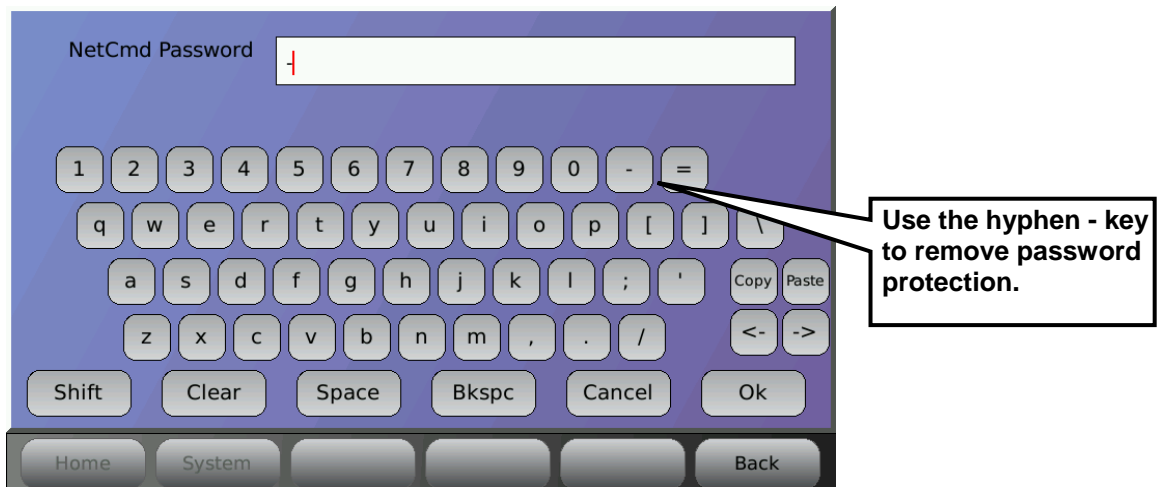 NetCmd Password
-
1 2 3 4 5 6 7 8 9 0 - =
q w e r t y u i o p [ ] \
a s d f g h j k l ; ' Copy Paste
z x c v b n m , . / <- ->
Shift Clear Space Bkspc Cancel Ok
Home System Back
Use the hyphen - key
to remove password
protection.